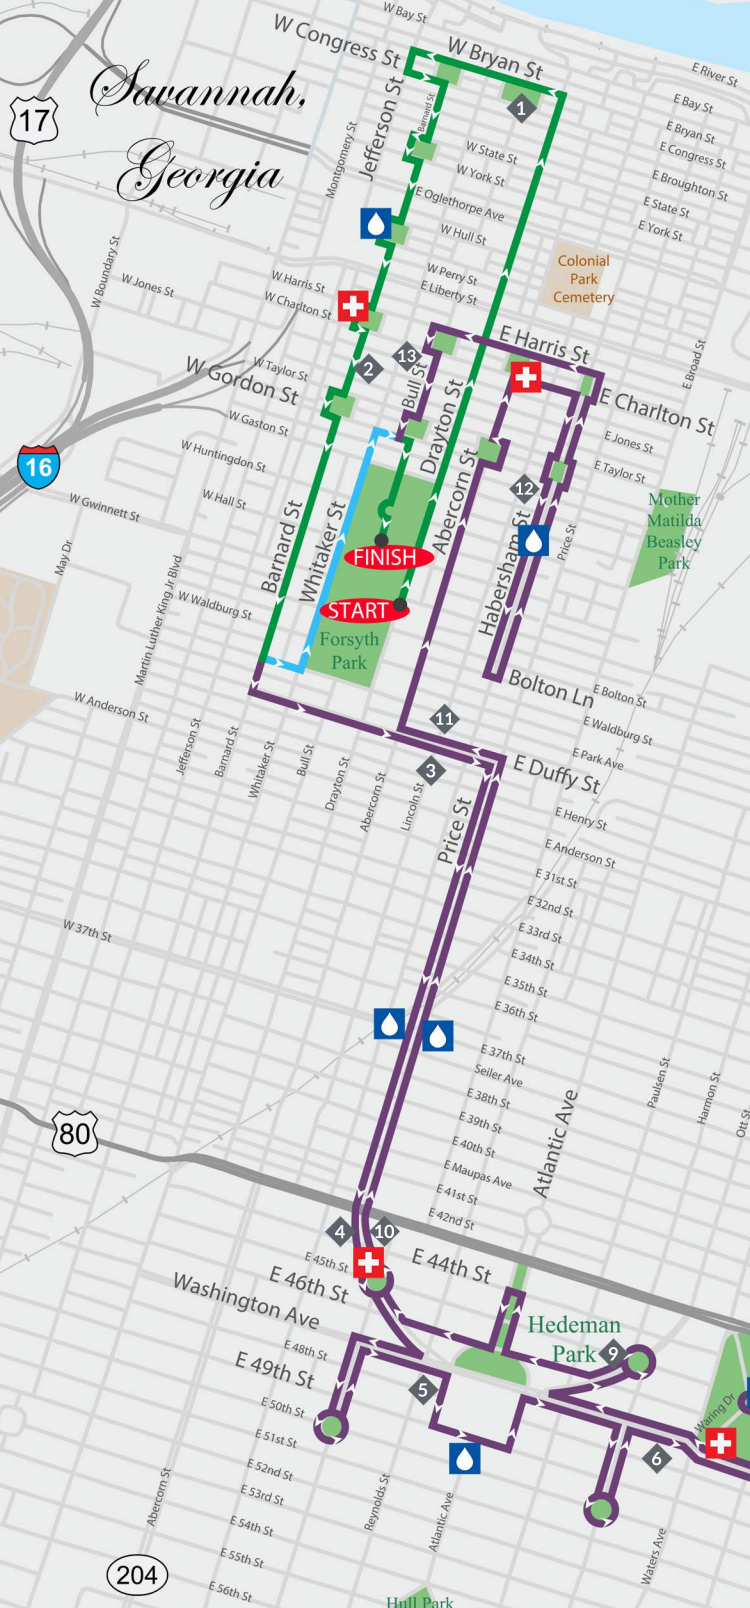 W Bay St
W Congress St
W Bryan St
E River St
Savannah,
Georgia
17
Jefferson St
Barnard St
1
E Bay St
E Bryan St
E Congress St
E Broughton St
E State St
E York St
Montgomery St
W State St
W York St
E Oglethorpe Ave
W Hull St
W Perry St
E Liberty St
Colonial
Park
Cemetery
W Boundary St
W Jones St
W Harris St
W Charlton St
W Taylor St
W Gordon St
W Gaston St
2
13
Bull St
E Harris St
E Broad St
E Charlton St
E Jones St
E Taylor St
Drayton St
Abercorn St
16
W Huntingdon St
W Hall St
W Gwinnett St
12
Mother
Matilda
Beasley
Park
Barnard St
Whitaker St
Habersham St
Price St
FINISH
START
Forsyth
Park
May Dr
Martin Luther King Jr Blvd
W Waldburg St
W Anderson St
Bolton Ln
E Bolton St
E Waldburg St
E Park Ave
11
3
E Duffy St
Jefferson St
Barnard St
Whitaker St
Bull St
Drayton St
Abercorn St
Lincoln St
Price St
E Henry St
E Anderson St
E 31st St
E 32nd St
E 33rd St
E 34th St
E 35th St
E 36th St
W 37th St
E 37th St
Seiler Ave
E 38th St
E 39th St
E 40th St
E Maupas Ave
E 41st St
E 42nd St
Atlantic Ave
Paulsen St
Harmon St
Ott St
80
4
10
E 45th St
E 44th St
E 46th St
Washington Ave
Hedeman
Park
9
E 48th St
E 49th St
5
E 50th St
E 51st St
E 52nd St
E 53rd St
E 54th St
E 55th St
E 56th St
Waring Dr
6
Abercorn St
Reynolds St
Atlantic Ave
Waters Ave
204
Hull Park